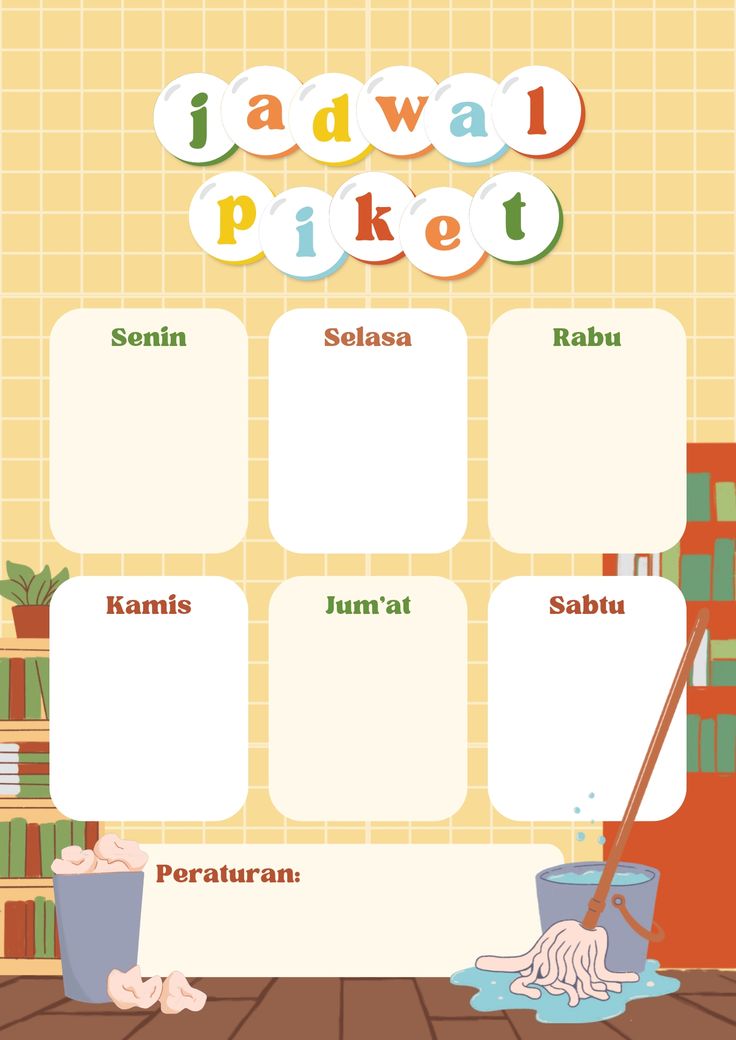 jadwal
piket
Senin
Selasa
Rabu
Kamis
Jum'at
Sabtu
Peraturan: